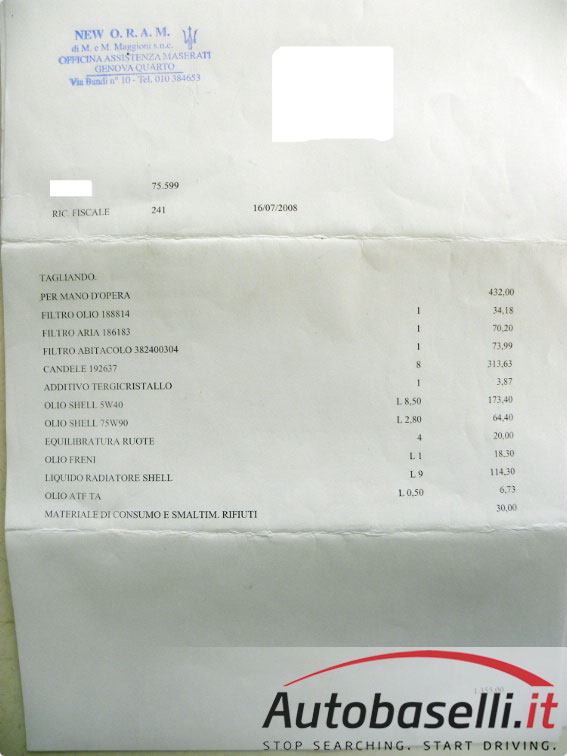 NEW O.R.A.M.
di M. e M. Maggioni s.n.c.
OFFICINA ASSISTENZA MASERATI
GENOVA QUARTO
Via Bandi n° 10 - Tel. 010 384653
75.599
RIC. FISCALE 241 16/07/2008
TAGLIANDO.
PER MANO D'OPERA 432,00
FILTRO OLIO 188814 1 34,18
FILTRO ARIA 186183 1 70,20
FILTRO ABITACOLO 382400304 1 73,99
CANDELE 192637 8 313,63
ADDITIVO TERGICRISTALLO 1 3,87
OLIO SHELL 5W40 L 8,50 173,40
OLIO SHELL 75W90 L 2,80 64,40
EQUILIBRATURA RUOTE 4 20,00
OLIO FRENI L 1 18,30
LIQUIDO RADIATORE SHELL L 9 114,30
OLIO ATF TA L 0,50 6,73
MATERIALE DI CONSUMO E SMALTIM. RIFIUTI 30,00
Autobaselli.it
STOP SEARCHING. START DRIVING.